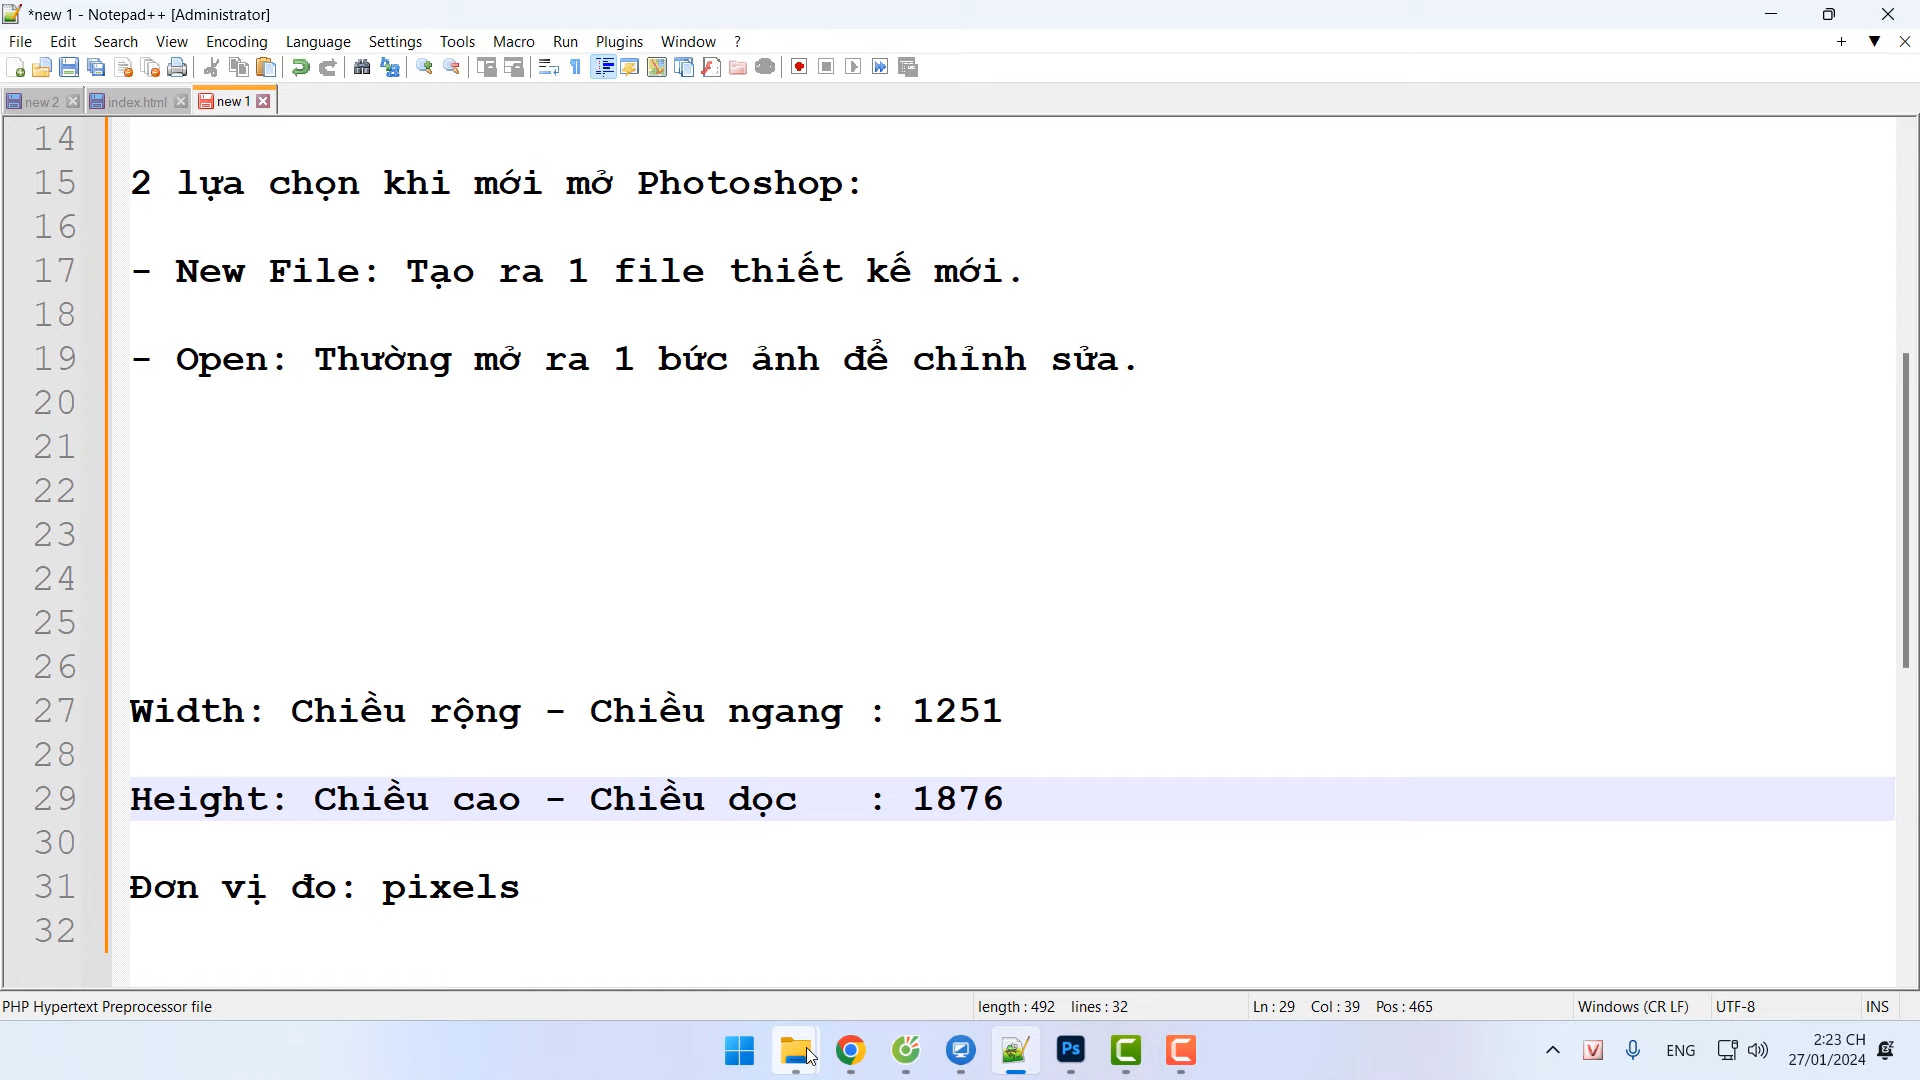 *new 1 - Notepad++ [Administrator]
File Edit Search View Encoding Language Settings Tools Macro Run Plugins Window ?
new 2 index.html new 1
14
15 2 lựa chọn khi mới mở Photoshop:
16
17 - New File: Tạo ra 1 file thiết kế mới.
18
19 - Open: Thường mở ra 1 bức ảnh để chỉnh sửa.
20
21
22
23
24
25
26
27 Width: Chiều rộng - Chiều ngang : 1251
28
29 Height: Chiều cao - Chiều dọc : 1876
30
31 Đơn vị đo: pixels
32
PHP Hypertext Preprocessor file length : 492 lines : 32 Ln : 29 Col : 39 Pos : 465 Windows (CR LF) UTF-8 INS
Ps V ENG 2:23 CH
27/01/2024